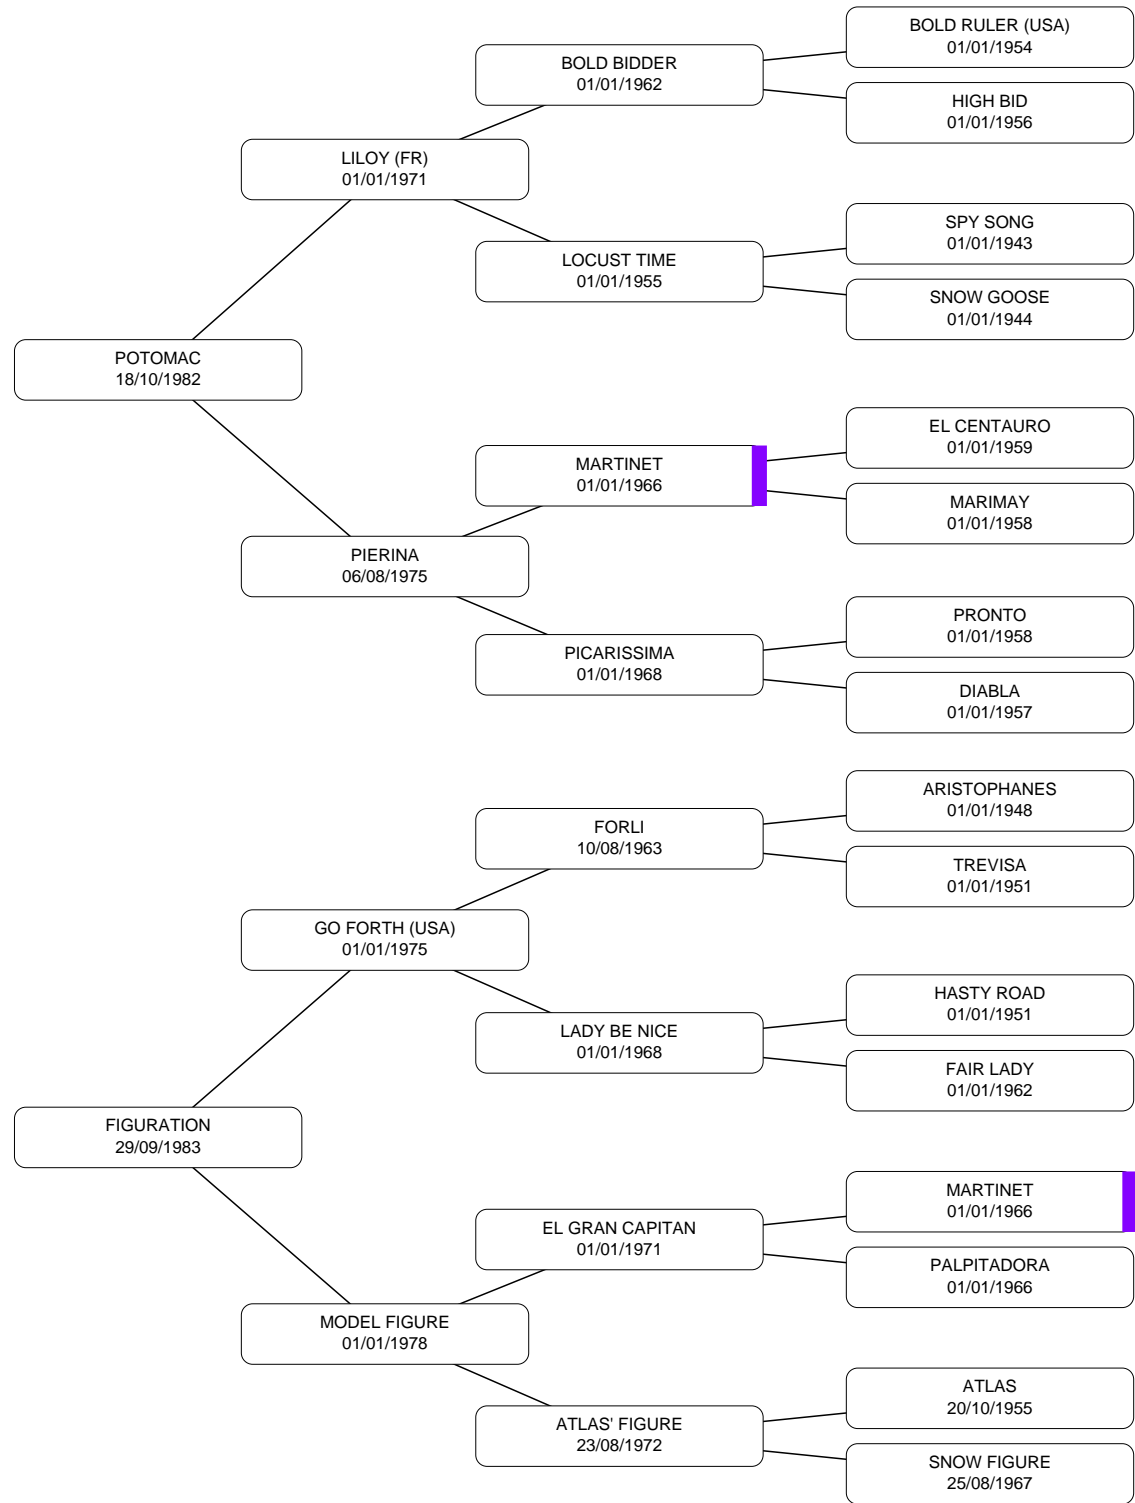 BOLD RULER (USA)
01/01/1954
BOLD BIDDER
01/01/1962
HIGH BID
01/01/1956
LILOY (FR)
01/01/1971
SPY SONG
01/01/1943
LOCUST TIME
01/01/1955
SNOW GOOSE
01/01/1944
POTOMAC
18/10/1982
EL CENTAURO
01/01/1959
MARTINET
01/01/1966
MARIMAY
01/01/1958
PIERINA
06/08/1975
PRONTO
01/01/1958
PICARISSIMA
01/01/1968
DIABLA
01/01/1957
ARISTOPHANES
01/01/1948
FORLI
10/08/1963
TREVISA
01/01/1951
GO FORTH (USA)
01/01/1975
HASTY ROAD
01/01/1951
LADY BE NICE
01/01/1968
FAIR LADY
01/01/1962
FIGURATION
29/09/1983
MARTINET
01/01/1966
EL GRAN CAPITAN
01/01/1971
PALPITADORA
01/01/1966
MODEL FIGURE
01/01/1978
ATLAS
20/10/1955
ATLAS' FIGURE
23/08/1972
SNOW FIGURE
25/08/1967